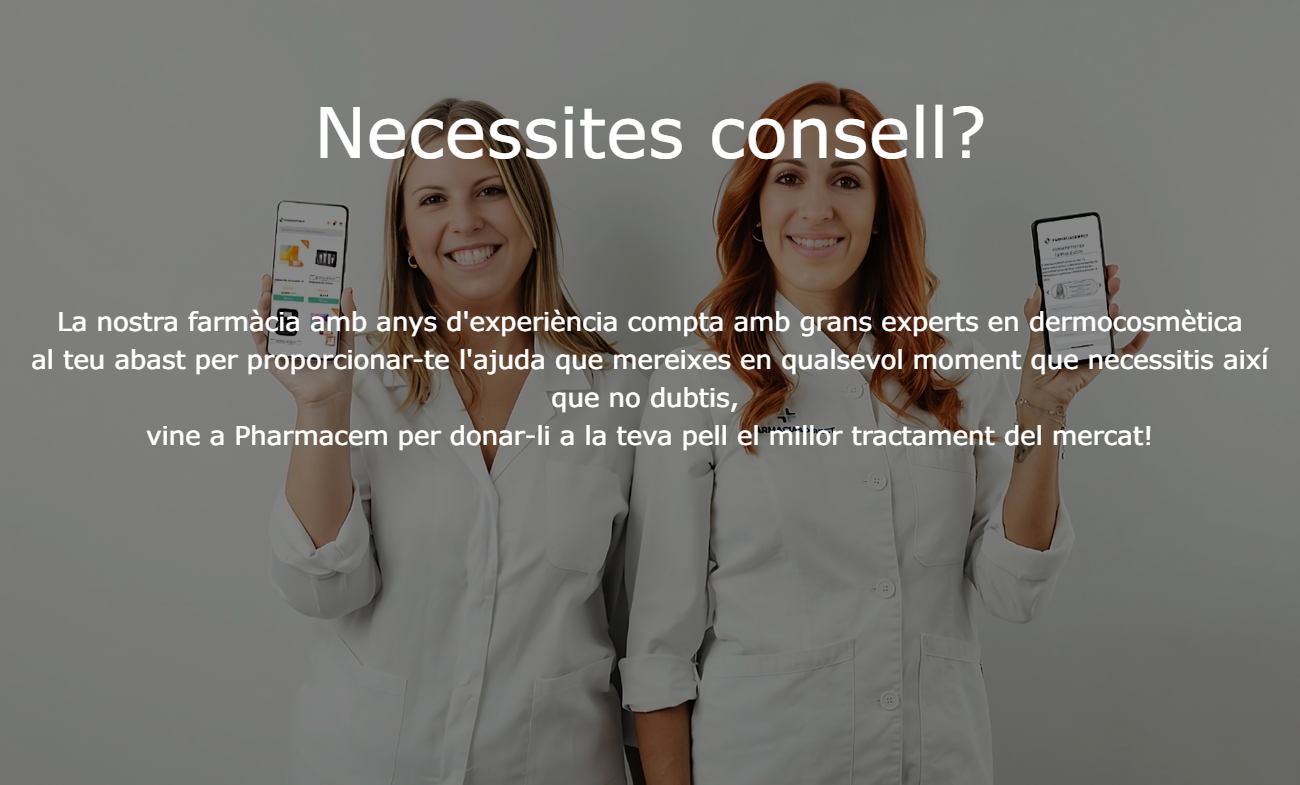 Necessites consell?
La nostra farmàcia amb anys d'experiència compta amb grans experts en dermocosmètica
al teu abast per proporcionar-te l'ajuda que mereixes en qualsevol moment que necessitis així
que no dubtis,
vine a Pharmacem per donar-li a la teva pell el millor tractament del mercat!